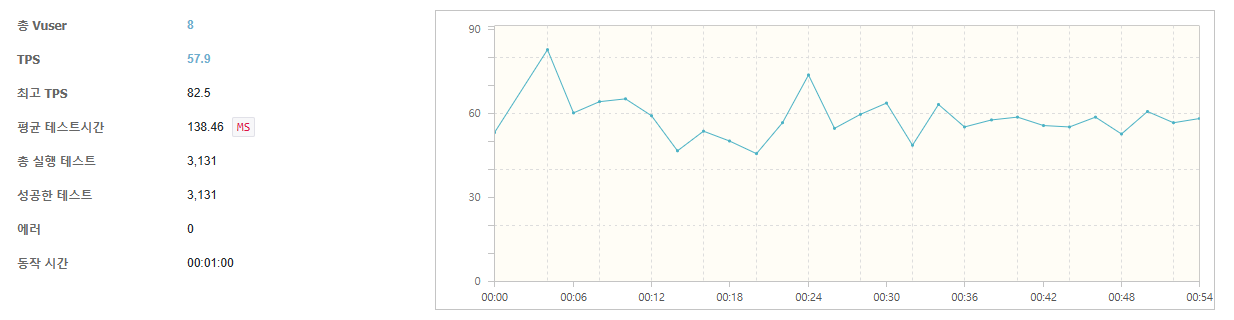 총 Vuser 8
TPS 57.9
최고 TPS 82.5
평균 테스트시간 138.46 MS
총 실행 테스트 3,131
성공한 테스트 3,131
에러 0
동작 시간 00:01:00
90
60
30
0
00:00 00:06 00:12 00:18 00:24 00:30 00:36 00:42 00:48 00:54